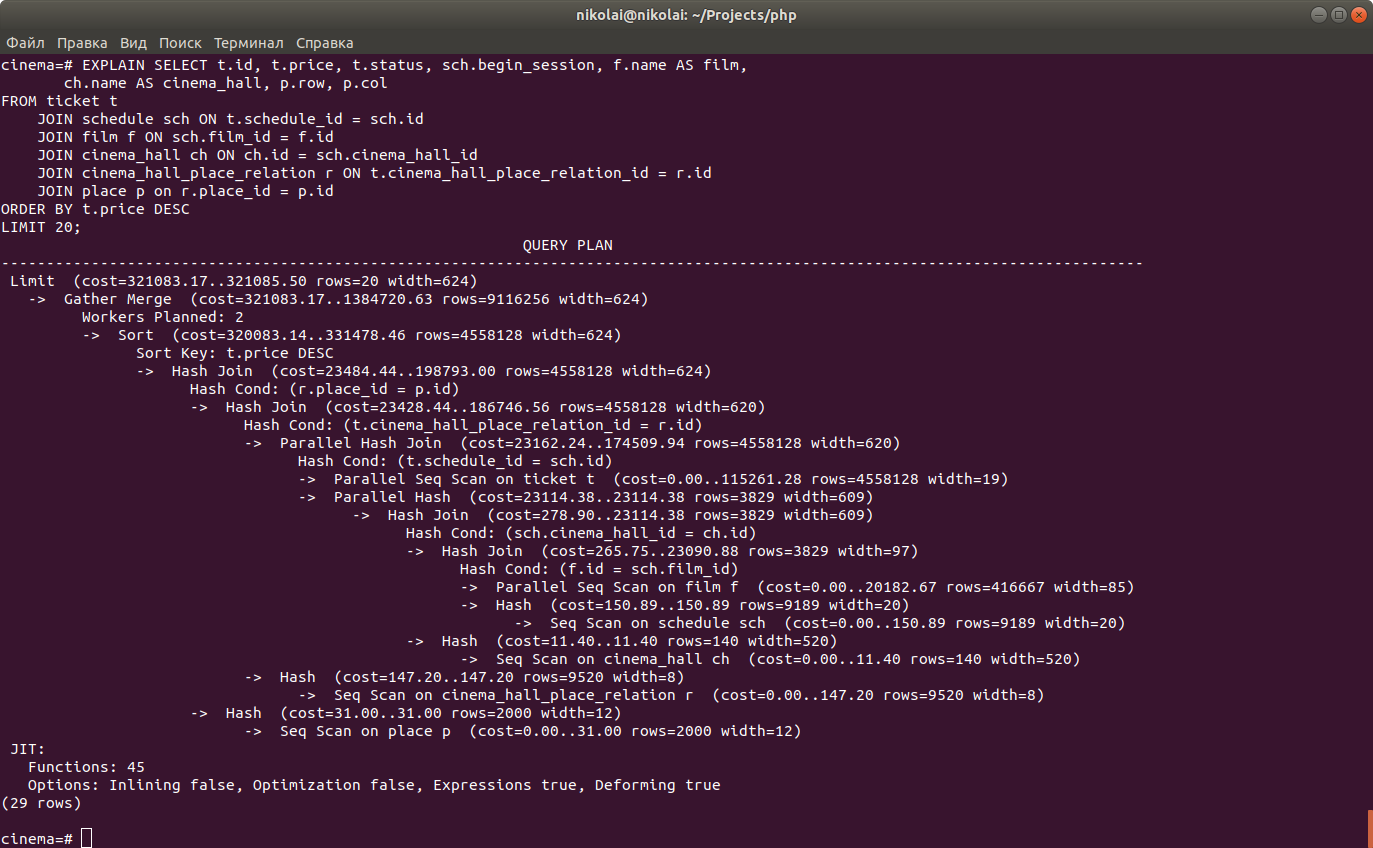 nikolai@nikolai: ~/Projects/php
Файл Правка Вид Поиск Терминал Справка
cinema=# EXPLAIN SELECT t.id, t.price, t.status, sch.begin_session, f.name AS film,
       ch.name AS cinema_hall, p.row, p.col
FROM ticket t
    JOIN schedule sch ON t.schedule_id = sch.id
    JOIN film f ON sch.film_id = f.id
    JOIN cinema_hall ch ON ch.id = sch.cinema_hall_id
    JOIN cinema_hall_place_relation r ON t.cinema_hall_place_relation_id = r.id
    JOIN place p on r.place_id = p.id
ORDER BY t.price DESC
LIMIT 20;
                                                          QUERY PLAN
-------------------------------------------------------------------------------------------------------------------------------
 Limit  (cost=321083.17..321085.50 rows=20 width=624)
   ->  Gather Merge  (cost=321083.17..1384720.63 rows=9116256 width=624)
         Workers Planned: 2
         ->  Sort  (cost=320083.14..331478.46 rows=4558128 width=624)
               Sort Key: t.price DESC
               ->  Hash Join  (cost=23484.44..198793.00 rows=4558128 width=624)
                     Hash Cond: (r.place_id = p.id)
                     ->  Hash Join  (cost=23428.44..186746.56 rows=4558128 width=620)
                           Hash Cond: (t.cinema_hall_place_relation_id = r.id)
                           ->  Parallel Hash Join  (cost=23162.24..174509.94 rows=4558128 width=620)
                                 Hash Cond: (t.schedule_id = sch.id)
                                 ->  Parallel Seq Scan on ticket t  (cost=0.00..115261.28 rows=4558128 width=19)
                                 ->  Parallel Hash  (cost=23114.38..23114.38 rows=3829 width=609)
                                       ->  Hash Join  (cost=278.90..23114.38 rows=3829 width=609)
                                             Hash Cond: (sch.cinema_hall_id = ch.id)
                                             ->  Hash Join  (cost=265.75..23090.88 rows=3829 width=97)
                                                   Hash Cond: (f.id = sch.film_id)
                                                   ->  Parallel Seq Scan on film f  (cost=0.00..20182.67 rows=416667 width=85)
                                                   ->  Hash  (cost=150.89..150.89 rows=9189 width=20)
                                                         ->  Seq Scan on schedule sch  (cost=0.00..150.89 rows=9189 width=20)
                                             ->  Hash  (cost=11.40..11.40 rows=140 width=520)
                                                   ->  Seq Scan on cinema_hall ch  (cost=0.00..11.40 rows=140 width=520)
                           ->  Hash  (cost=147.20..147.20 rows=9520 width=8)
                                 ->  Seq Scan on cinema_hall_place_relation r  (cost=0.00..147.20 rows=9520 width=8)
                     ->  Hash  (cost=31.00..31.00 rows=2000 width=12)
                           ->  Seq Scan on place p  (cost=0.00..31.00 rows=2000 width=12)
 JIT:
   Functions: 45
   Options: Inlining false, Optimization false, Expressions true, Deforming true
(29 rows)
cinema=#